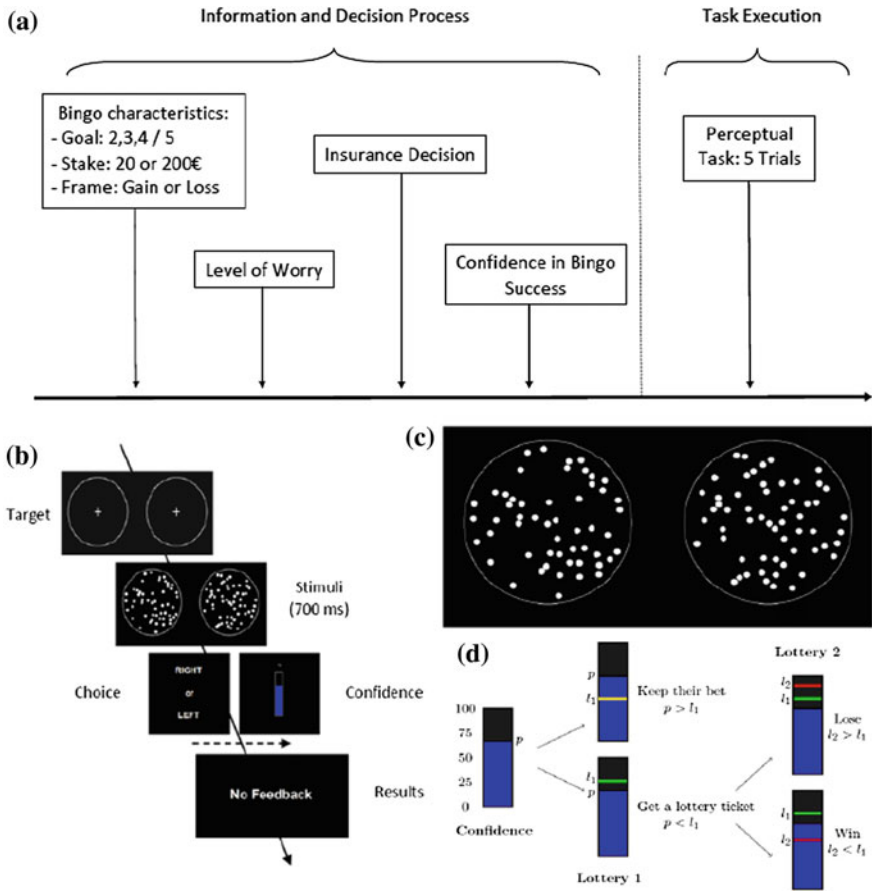 (a)
Information and Decision Process
Task Execution
Bingo characteristics:
- Goal: 2,3,4 / 5
- Stake: 20 or 200€
- Frame: Gain or Loss
Insurance Decision
Perceptual
Task: 5 Trials
Level of Worry
Confidence in Bingo
Success
(b)
Target
Stimuli
(700 ms)
Choice
RIGHT
or
LEFT
Confidence
No Feedback
Results
(c)
(d)
100
75
50
25
0
p
Confidence
p
l₁
Keep their bet
p > l₁
l₁
p
Get a lottery ticket
p < l₁
Lottery 1
Lottery 2
l₂
l₁
Lose
l₂ > l₁
l₁
l₂
Win
l₂ < l₁